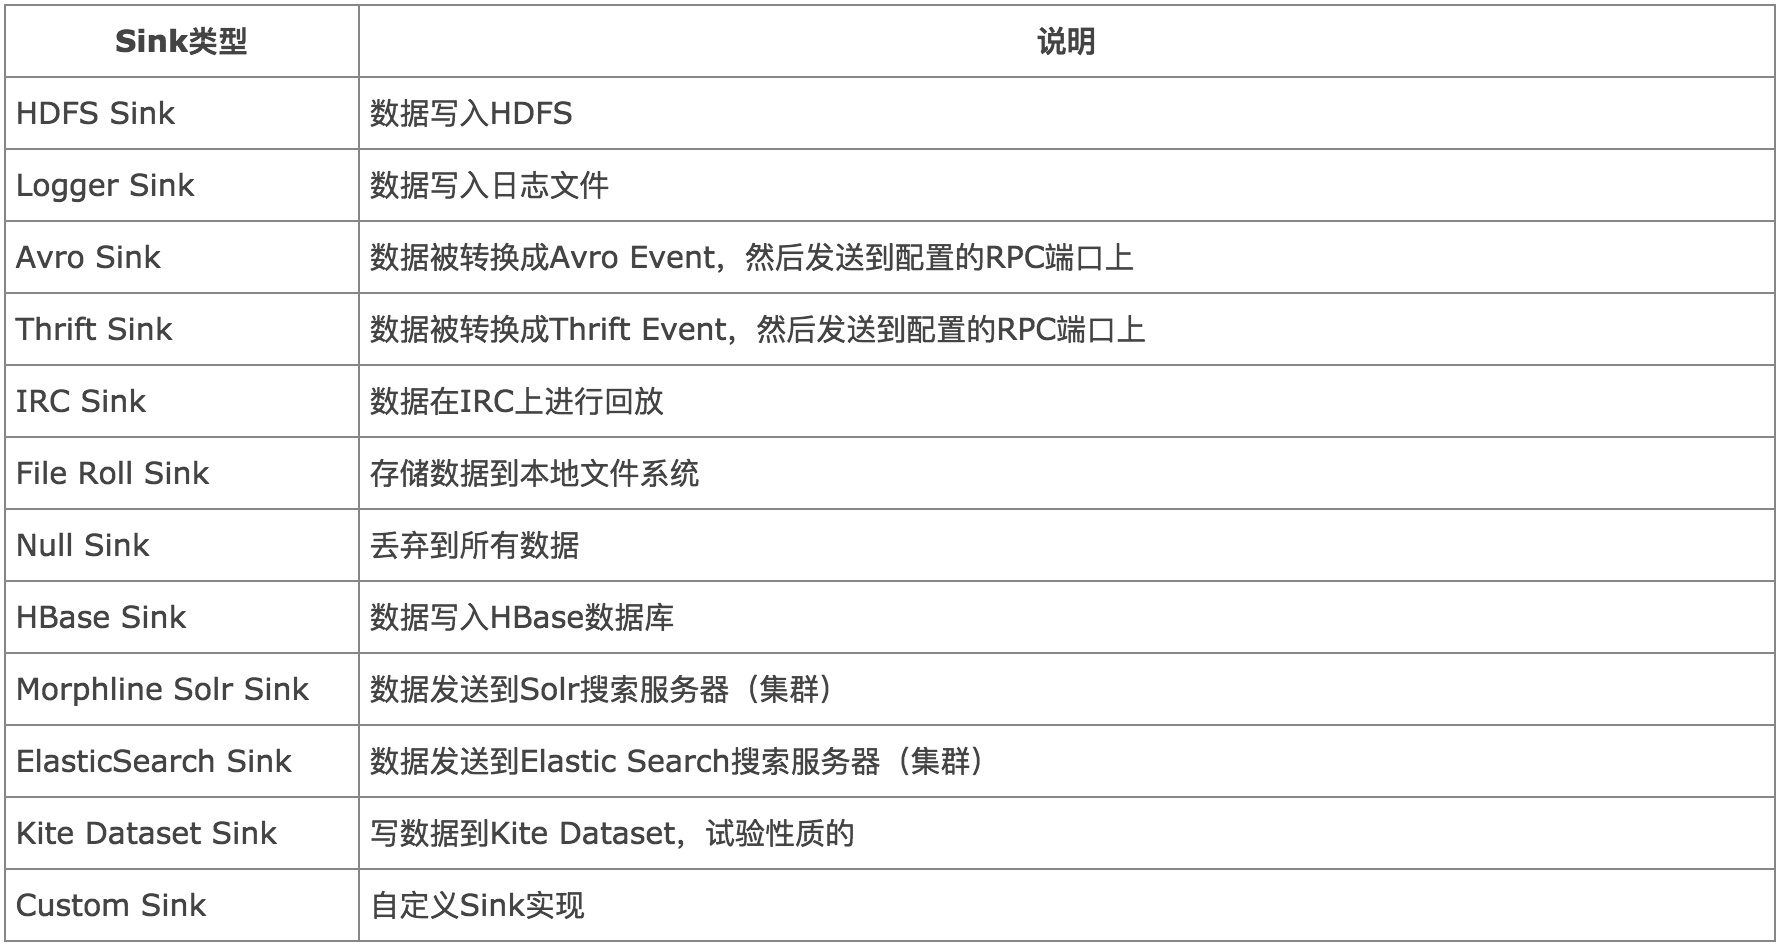 Sink类型 说明
HDFS Sink 数据写入HDFS
Logger Sink 数据写入日志文件
Avro Sink 数据被转换成Avro Event，然后发送到配置的RPC端口上
Thrift Sink 数据被转换成Thrift Event，然后发送到配置的RPC端口上
IRC Sink 数据在IRC上进行回放
File Roll Sink 存储数据到本地文件系统
Null Sink 丢弃到所有数据
HBase Sink 数据写入HBase数据库
Morphline Solr Sink 数据发送到Solr搜索服务器（集群）
ElasticSearch Sink 数据发送到Elastic Search搜索服务器（集群）
Kite Dataset Sink 写数据到Kite Dataset，试验性质的
Custom Sink 自定义Sink实现